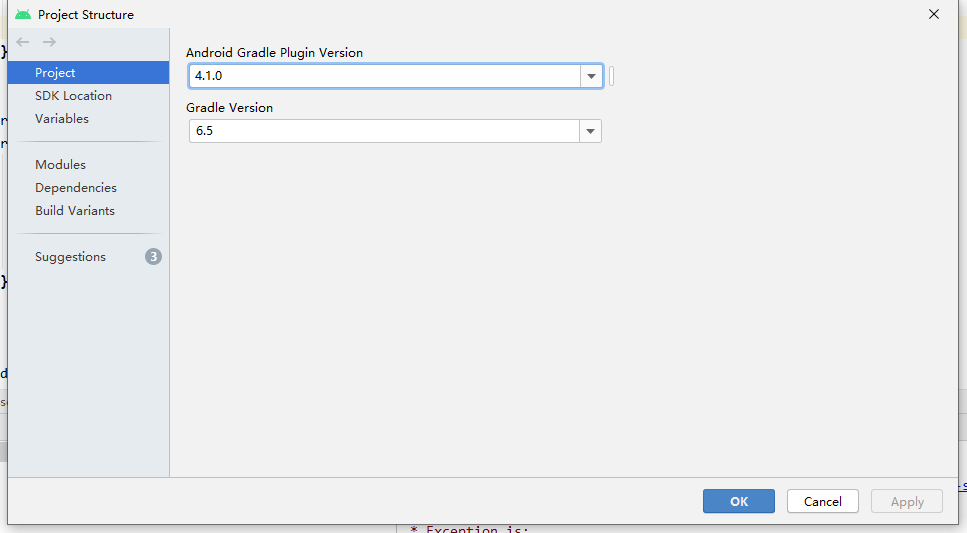 Project Structure
Project
SDK Location
Variables
Modules
Dependencies
Build Variants
Suggestions
3
Android Gradle Plugin Version
4.1.0
Gradle Version
6.5
OK
Cancel
Apply
* Exception is: